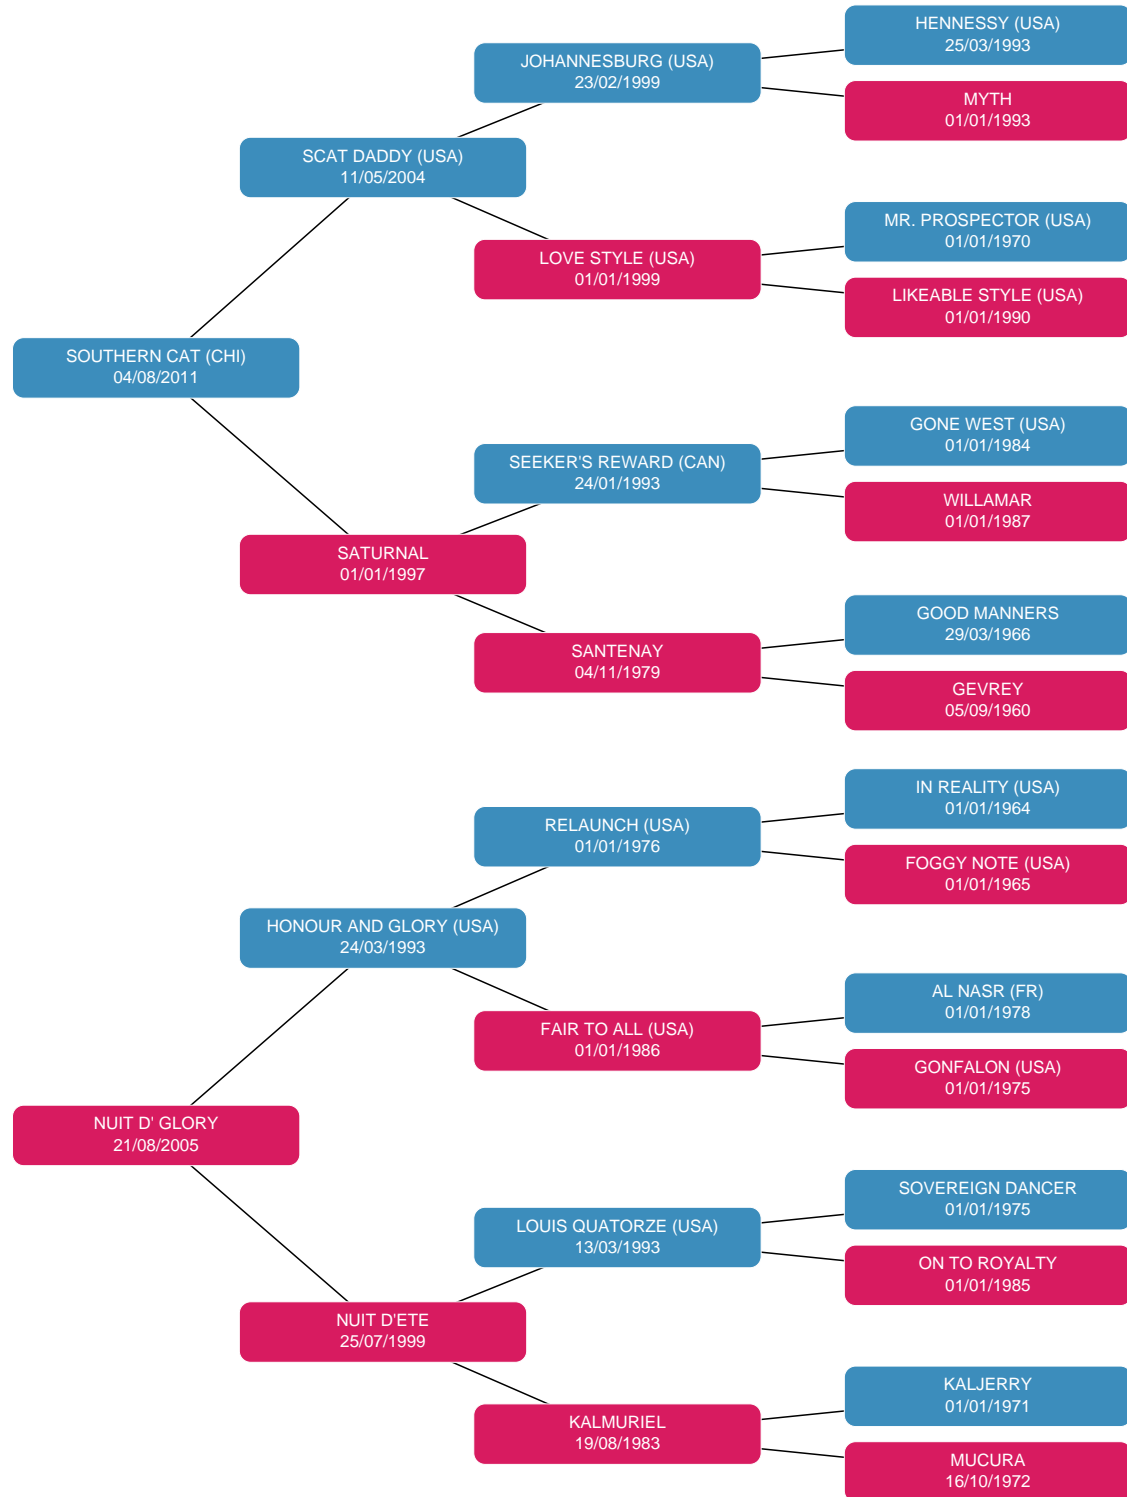 HENNESSY (USA)
25/03/1993
JOHANNESBURG (USA)
23/02/1999
MYTH
01/01/1993
SCAT DADDY (USA)
11/05/2004
MR. PROSPECTOR (USA)
01/01/1970
LOVE STYLE (USA)
01/01/1999
LIKEABLE STYLE (USA)
01/01/1990
SOUTHERN CAT (CHI)
04/08/2011
GONE WEST (USA)
01/01/1984
SEEKER'S REWARD (CAN)
24/01/1993
WILLAMAR
01/01/1987
SATURNAL
01/01/1997
GOOD MANNERS
29/03/1966
SANTENAY
04/11/1979
GEVREY
05/09/1960
IN REALITY (USA)
01/01/1964
RELAUNCH (USA)
01/01/1976
FOGGY NOTE (USA)
01/01/1965
HONOUR AND GLORY (USA)
24/03/1993
AL NASR (FR)
01/01/1978
FAIR TO ALL (USA)
01/01/1986
GONFALON (USA)
01/01/1975
NUIT D' GLORY
21/08/2005
SOVEREIGN DANCER
01/01/1975
LOUIS QUATORZE (USA)
13/03/1993
ON TO ROYALTY
01/01/1985
NUIT D'ETE
25/07/1999
KALJERRY
01/01/1971
KALMURIEL
19/08/1983
MUCURA
16/10/1972